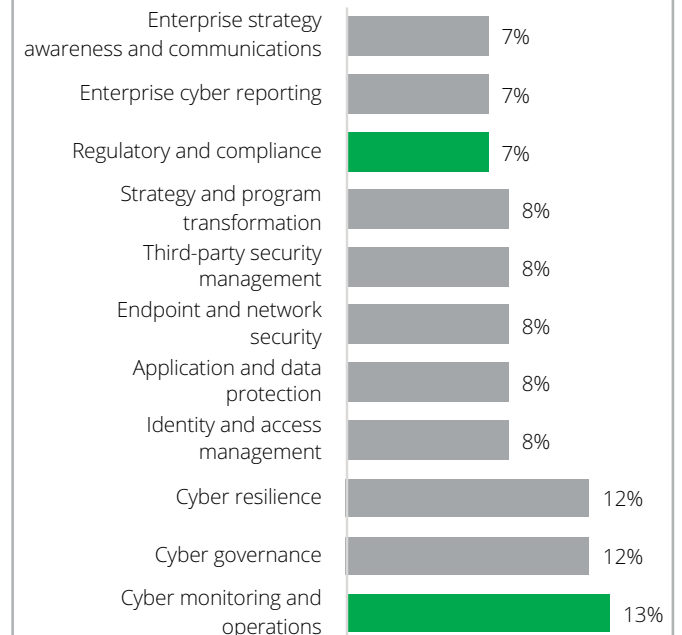 Enterprise strategy
awareness and communications
7%
Enterprise cyber reporting
7%
Regulatory and compliance
7%
Strategy and program
transformation
8%
Third-party security
management
8%
Endpoint and network
security
8%
Application and data
protection
8%
Identity and access
management
8%
Cyber resilience
12%
Cyber governance
12%
Cyber monitoring and
operations
13%